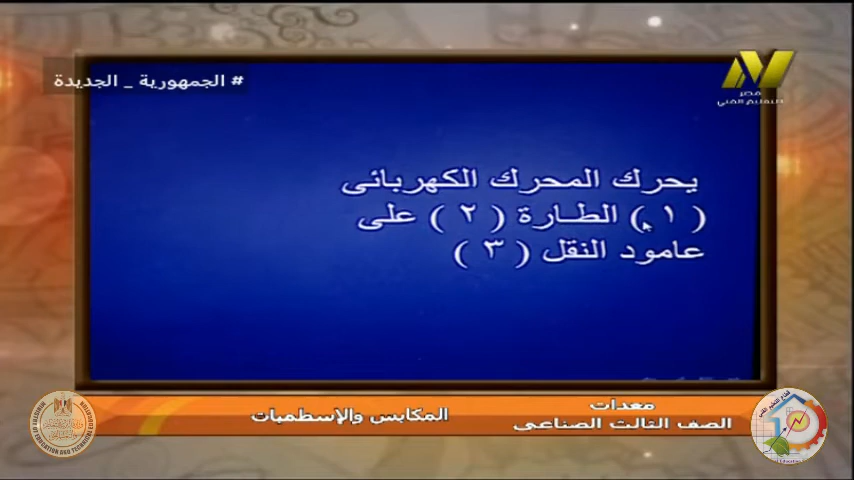 # الجمهورية _ الجديدة
مصر
التعليم الفني
يحرك المحرك الكهربائى
( ١ ) الطارة ( ٢ ) على
عامود النقل ( ٣ )
معدات
الصف الثالث الصناعى
المكابس والإسطمبات